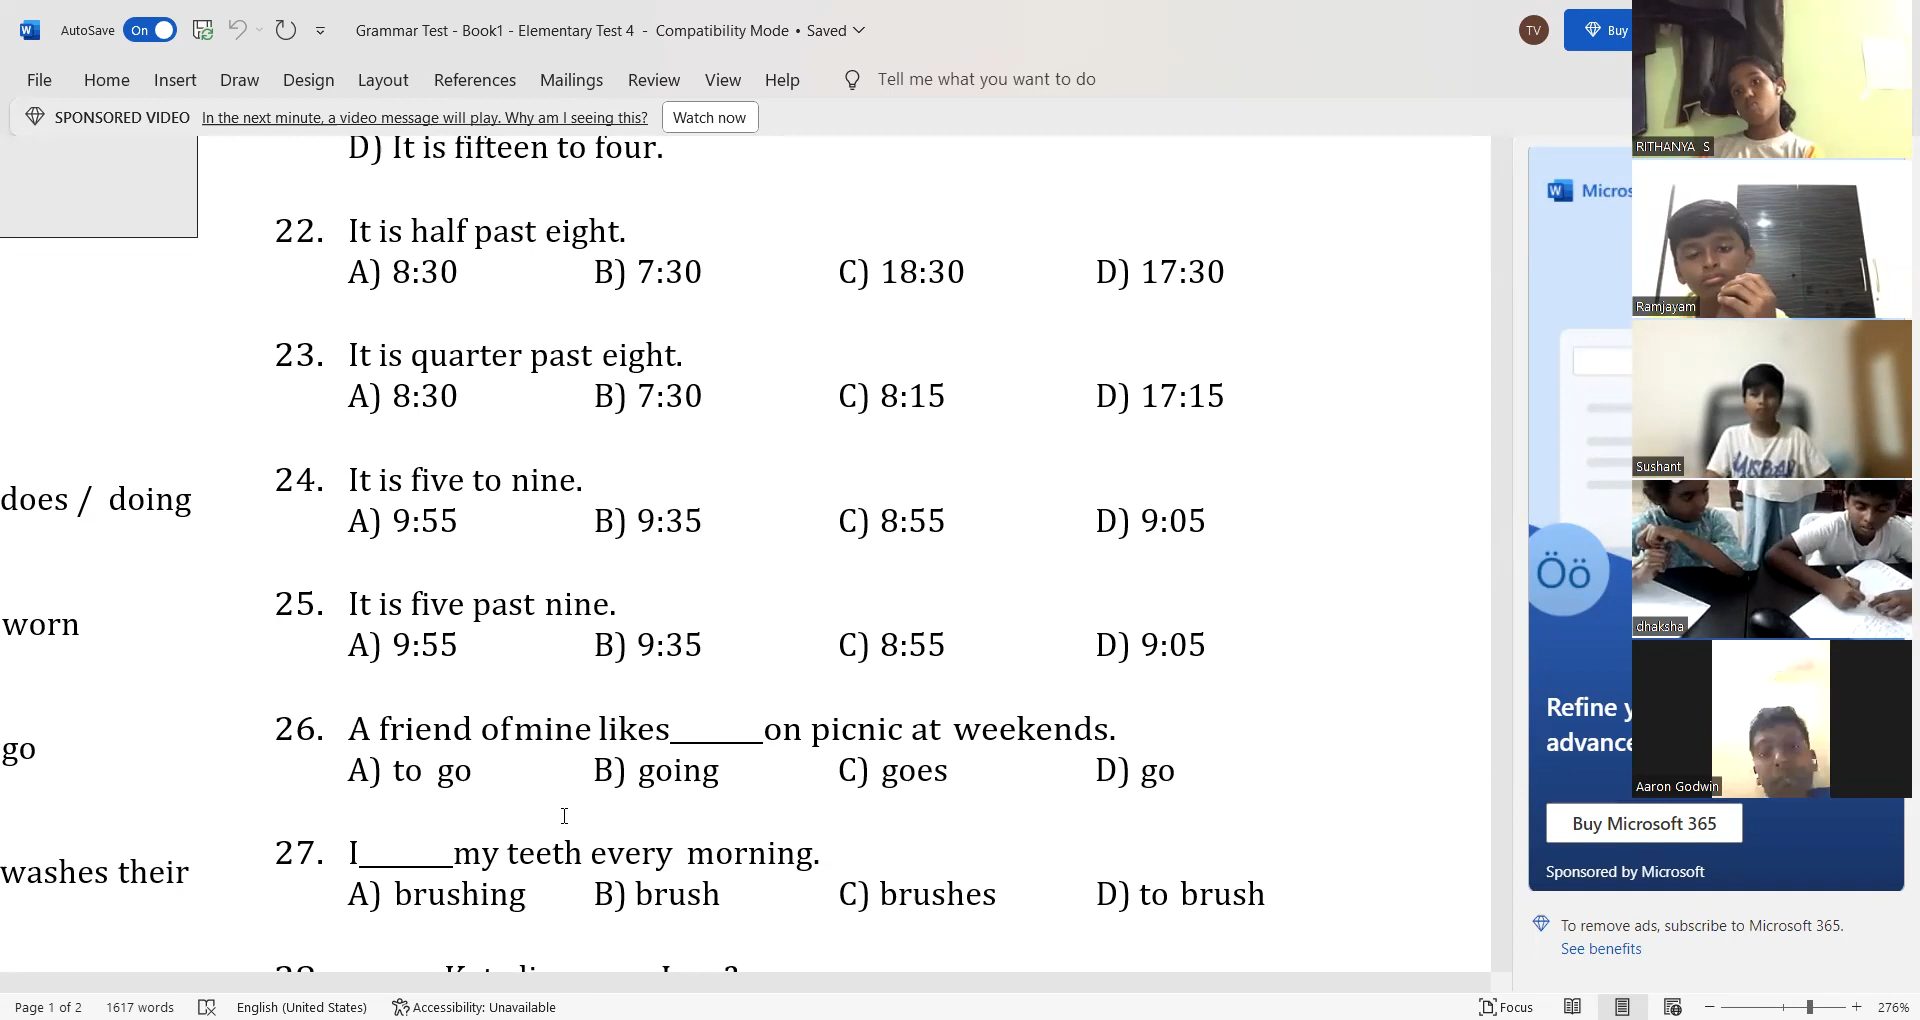 AutoSave On Grammar Test - Book1 - Elementary Test 4 - Compatibility Mode • Saved TV Buy
File Home Insert Draw Design Layout References Mailings Review View Help Tell me what you want to do
SPONSORED VIDEO In the next minute, a video message will play. Why am I seeing this? Watch now
D) It is fifteen to four.
22. It is half past eight.
A) 8:30 B) 7:30 C) 18:30 D) 17:30
23. It is quarter past eight.
A) 8:30 B) 7:30 C) 8:15 D) 17:15
24. It is five to nine.
A) 9:55 B) 9:35 C) 8:55 D) 9:05
25. It is five past nine.
A) 9:55 B) 9:35 C) 8:55 D) 9:05
26. A friend of mine likes______on picnic at weekends.
A) to go B) going C) goes D) go
27. I______my teeth every morning.
A) brushing B) brush C) brushes D) to brush
does / doing
worn
go
washes their
RITHANYA S
Ramjayam
Sushant
dhaksha
Aaron Godwin
Öö
Refine
advance
Buy Microsoft 365
Sponsored by Microsoft
To remove ads, subscribe to Microsoft 365.
See benefits
Page 1 of 2 1617 words English (United States) Accessibility: Unavailable Focus 276%